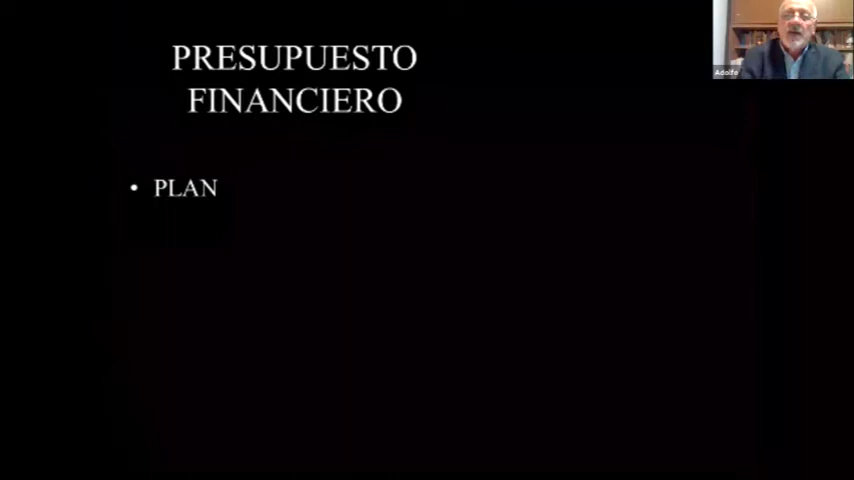 PRESUPUESTO
FINANCIERO
• PLAN
Adolfo